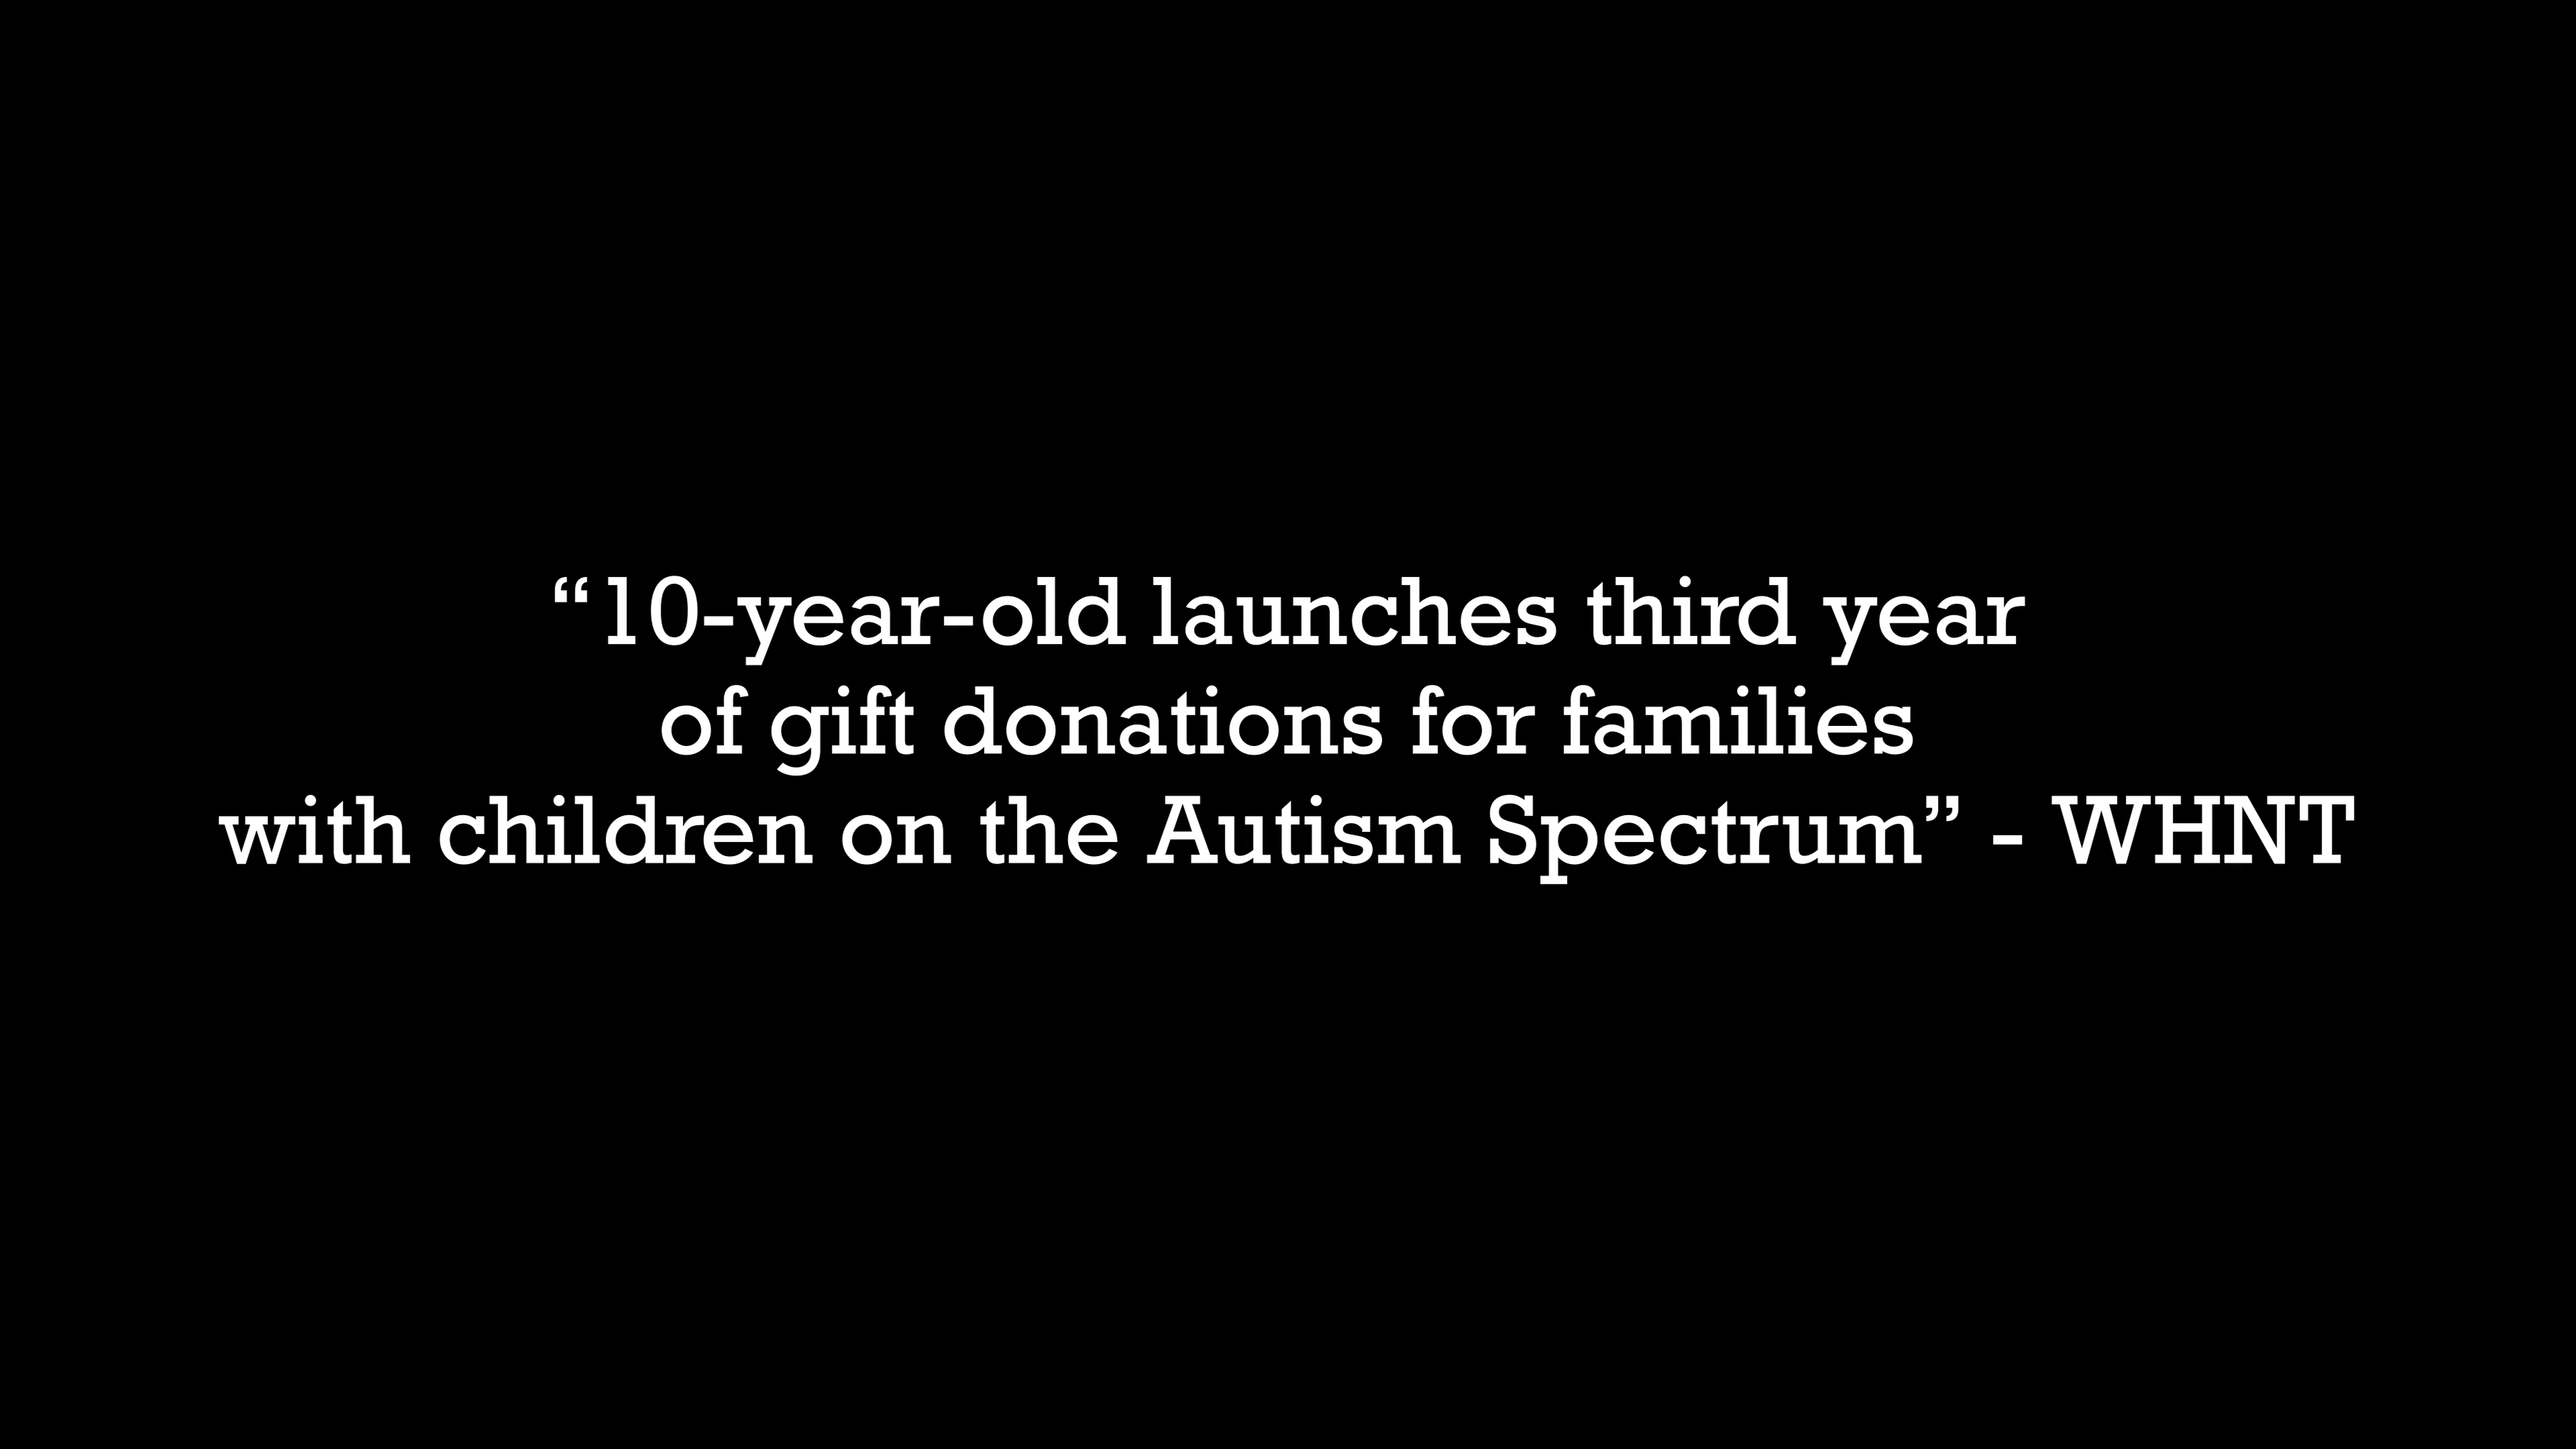 “10-year-old launches third year
of gift donations for families
with children on the Autism Spectrum” - WHNT